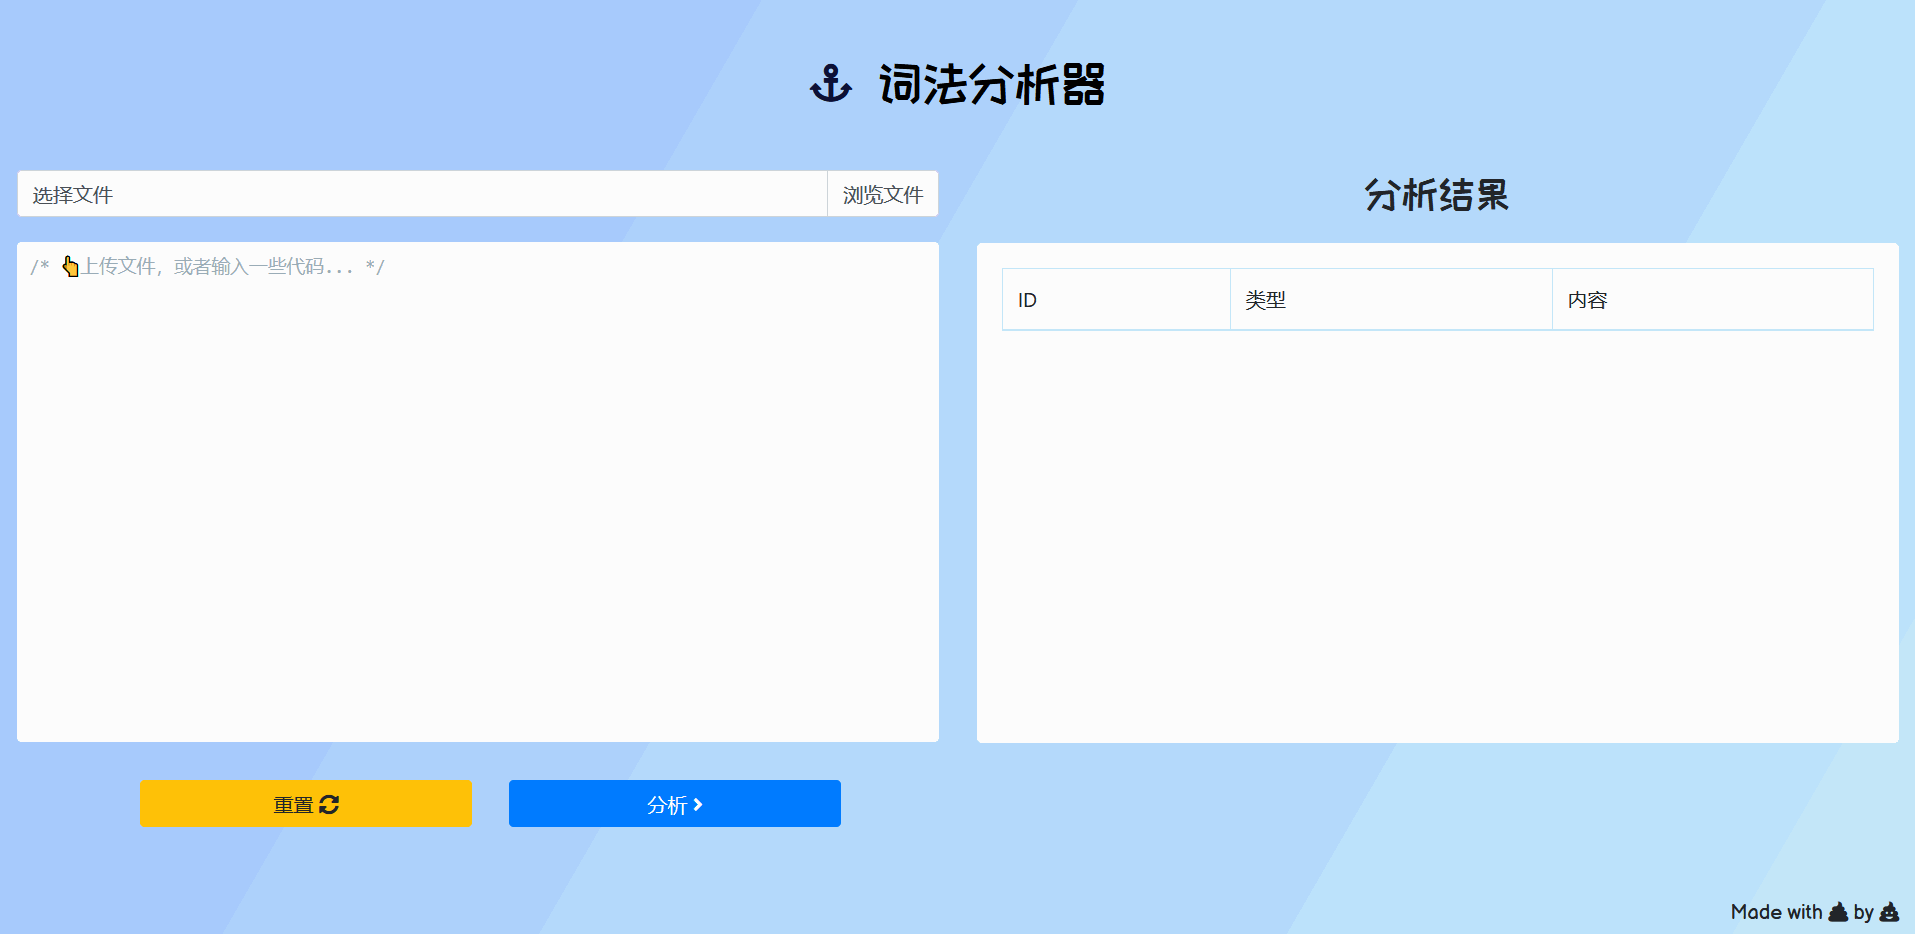 词法分析器
选择文件
浏览文件
/* 👆上传文件，或者输入一些代码... */
重置
分析
分析结果
ID
类型
内容
Made with 💩 by 💩